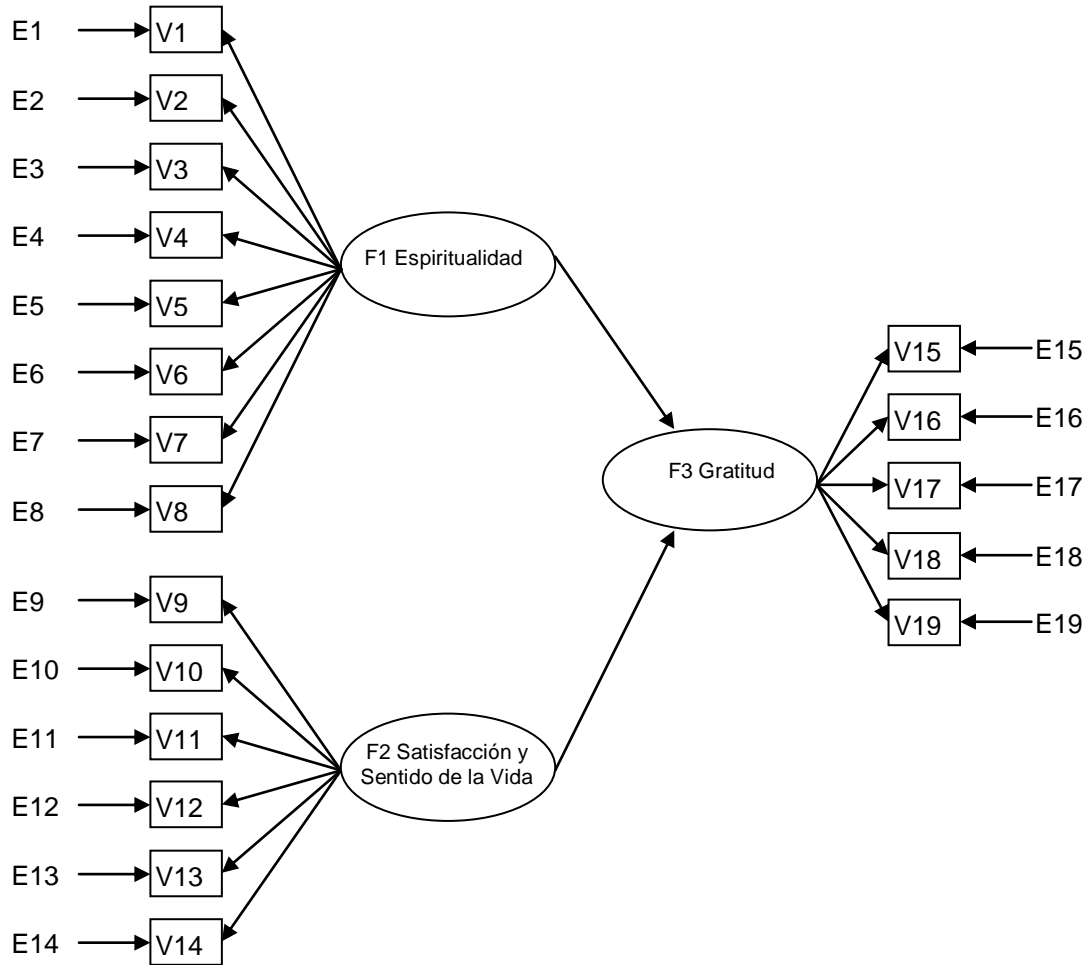 E1 V1
E2 V2
E3 V3
E4 V4
E5 V5
E6 V6
E7 V7
E8 V8
F1 Espiritualidad
E9 V9
E10 V10
E11 V11
E12 V12
E13 V13
E14 V14
F2 Satisfacción y
Sentido de la Vida
F3 Gratitud
V15 E15
V16 E16
V17 E17
V18 E18
V19 E19